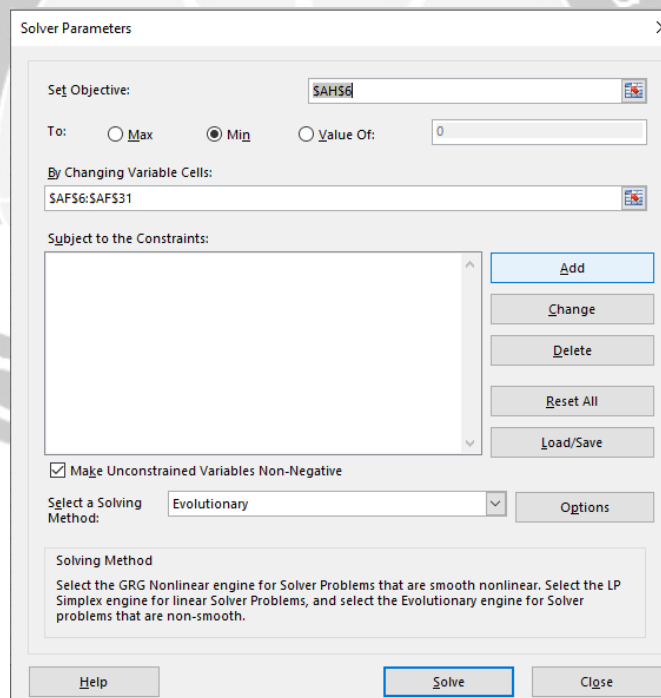 Solver Parameters
Set Objective:
$AH$6
To:
Max
Min
Value Of:
0
By Changing Variable Cells:
$AF$6:$AF$31
Subject to the Constraints:
Add
Change
Delete
Reset All
Load/Save
Make Unconstrained Variables Non-Negative
Select a Solving
Method:
Evolutionary
Options
Solving Method
Select the GRG Nonlinear engine for Solver Problems that are smooth nonlinear. Select the LP
Simplex engine for linear Solver Problems, and select the Evolutionary engine for Solver
problems that are non-smooth.
Help
Solve
Close